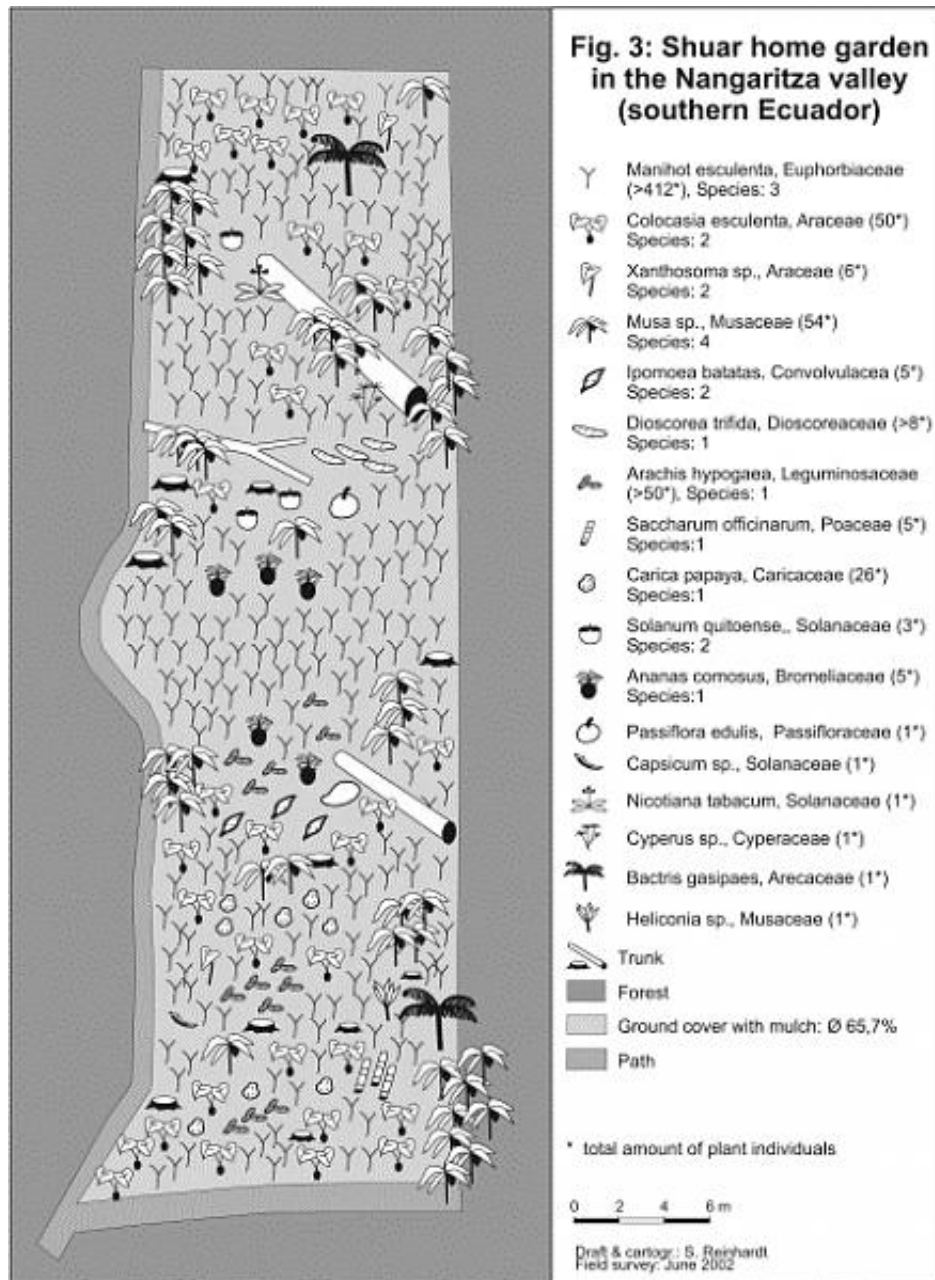 Fig. 3: Shuar home garden
in the Nangaritza valley
(southern Ecuador)
Manihot esculenta, Euphorbiaceae
(>412*), Species: 3
Colocasia esculenta, Araceae (50*)
Species: 2
Xanthosoma sp., Araceae (6*)
Species: 2
Musa sp., Musaceae (54*)
Species: 4
Ipomoea batatas, Convolvulacea (5*)
Species: 2
Dioscorea trifida, Dioscoreaceae (>8*)
Species: 1
Arachis hypogaea, Leguminosaceae
(>50*), Species: 1
Saccharum officinarum, Poaceae (5*)
Species:1
Carica papaya, Caricaceae (26*)
Species:1
Solanum quitoense,, Solanaceae (3*)
Species: 2
Ananas comosus, Bromeliaceae (5*)
Species:1
Passiflora edulis, Passifloraceae (1*)
Capsicum sp., Solanaceae (1*)
Nicotiana tabacum, Solanaceae (1*)
Cyperus sp., Cyperaceae (1*)
Bactris gasipaes, Arecaceae (1*)
Heliconia sp., Musaceae (1*)
Trunk
Forest
Ground cover with mulch: Ø 65,7%
Path
* total amount of plant individuals
0 2 4 6 m
Draft & cartogr.: S. Reinhardt
Field survey: June 2002